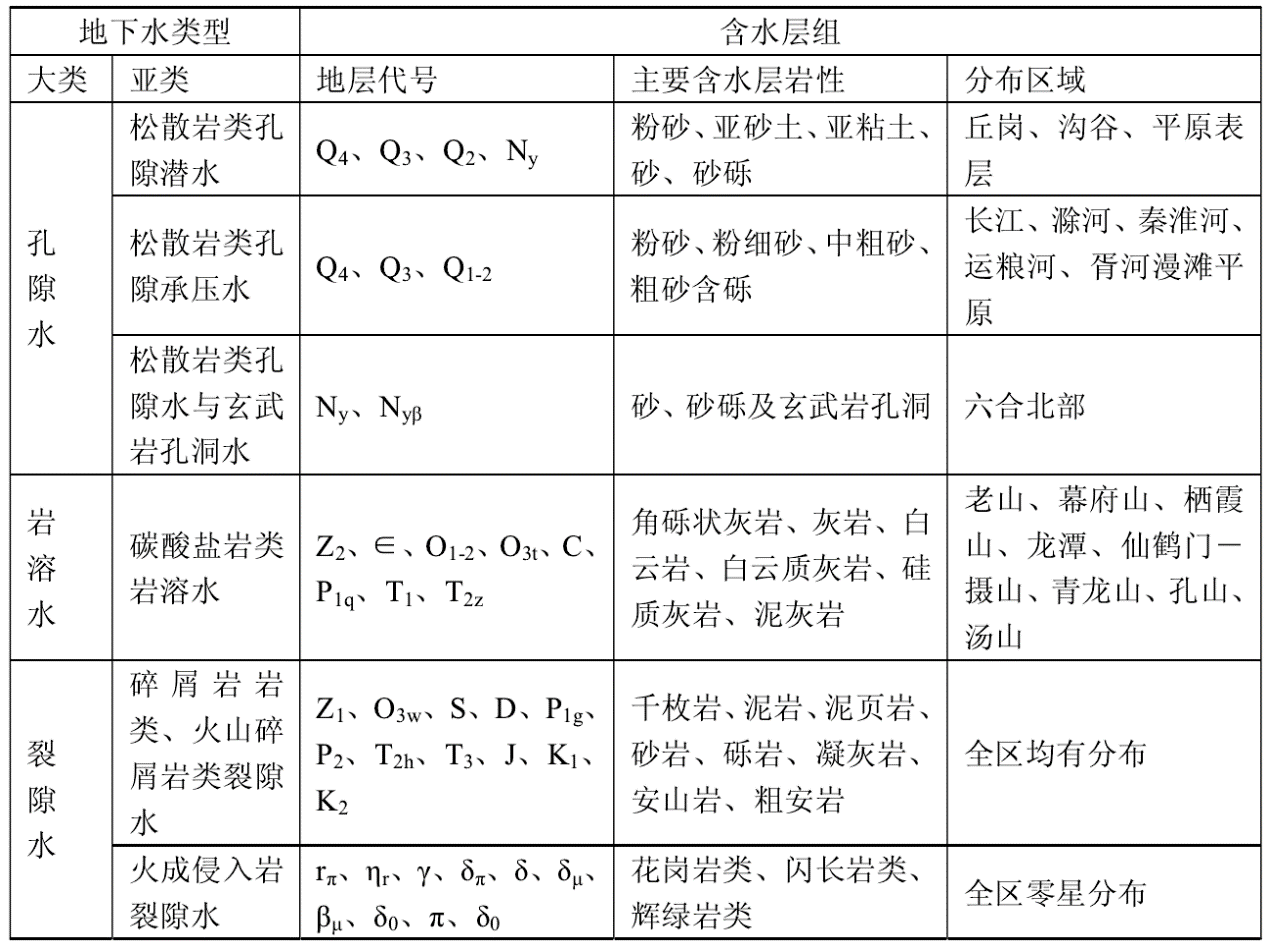 地下水类型 含水层组
大类 亚类 地层代号 主要含水层岩性 分布区域
孔
隙
水
松散岩类孔
隙潜水
Q4、Q3、Q2、Ny
粉砂、亚砂土、亚粘土、
砂、砂砾
丘岗、沟谷、平原表
层
松散岩类孔
隙承压水
Q4、Q3、Q1-2
粉砂、粉细砂、中粗砂、
粗砂含砾
长江、滁河、秦淮河、
运粮河、胥河漫滩平
原
松散岩类孔
隙水与玄武
岩孔洞水
Ny、Nyβ
砂、砂砾及玄武岩孔洞
六合北部
岩
溶
水
碳酸盐岩类
岩溶水
Z2、∈、O1-2、O3t、C、
P1q、T1、T2z
角砾状灰岩、灰岩、白
云岩、白云质灰岩、硅
质灰岩、泥灰岩
老山、幕府山、栖霞
山、龙潭、仙鹤门－
摄山、青龙山、孔山、
汤山
裂
隙
水
碎屑岩岩
类、火山碎
屑岩类裂隙
水
Z1、O3w、S、D、P1g、
P2、T2h、T3、J、K1、
K2
千枚岩、泥岩、泥页岩、
砂岩、砾岩、凝灰岩、
安山岩、粗安岩
全区均有分布
火成侵入岩
裂隙水
rπ、ηr、γ、δπ、δ、δμ、
βμ、δ0、π、δ0
花岗岩类、闪长岩类、
辉绿岩类
全区零星分布